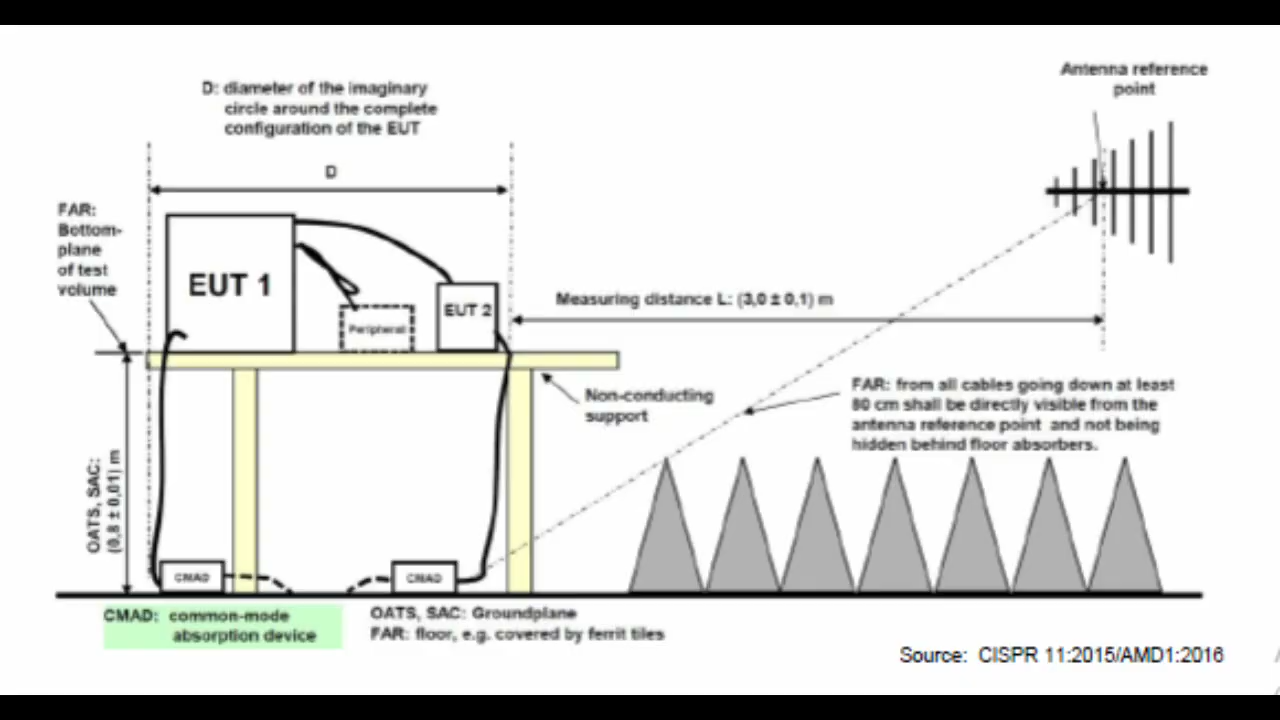 Antenna reference
point
D: diameter of the imaginary
circle around the complete
configuration of the EUT
D
FAR:
Bottom-
plane
of test
volume
EUT 1
EUT 2
Peripheral
Measuring distance L: (3,0 ± 0,1) m
Non-conducting
support
FAR: from all cables going down at least
80 cm shall be directly visible from the
antenna reference point and not being
hidden behind floor absorbers.
OATS, SAC:
(0,8 ± 0,01) m
CMAD
CMAD
CMAD: common-mode
absorption device
OATS, SAC: Groundplane
FAR: floor, e.g. covered by ferrit tiles
Source: CISPR 11:2015/AMD1:2016